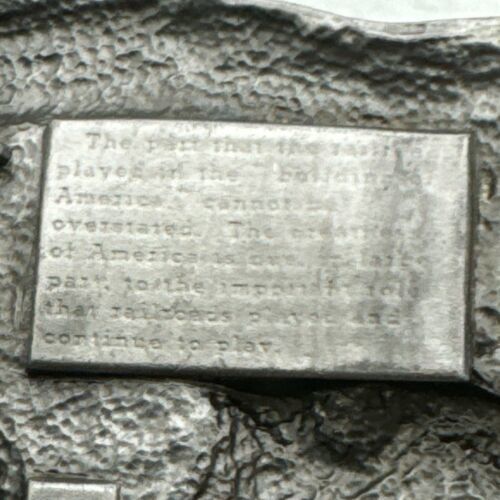 The part that the rail
played in the "building of
America," cannot be
overstated. The greatness
of America is due in large
part, to the important role
that railroads played and
continue to play.